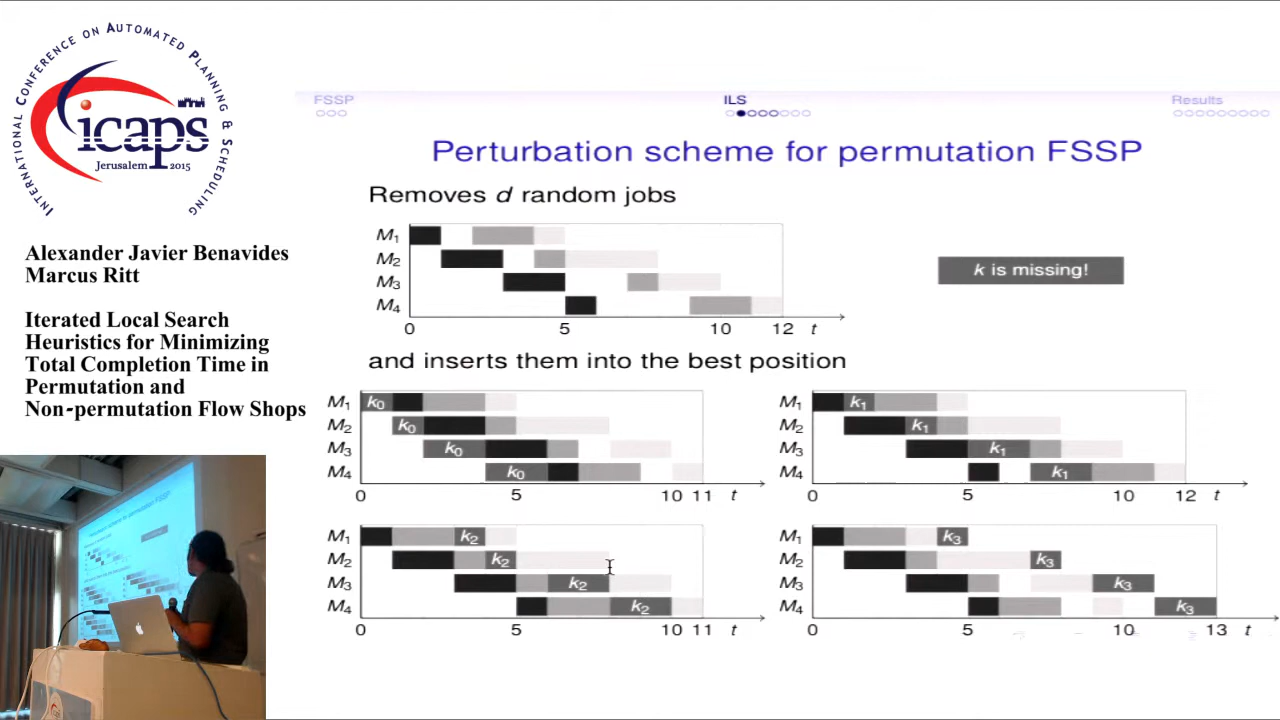 INTERNATIONAL CONFERENCE ON AUTOMATED PLANNING & SCHEDULING
icaps
Jerusalem 2015
Alexander Javier Benavides
Marcus Ritt
Iterated Local Search
Heuristics for Minimizing
Total Completion Time in
Permutation and
Non-permutation Flow Shops
FSSP ILS Results
Perturbation scheme for permutation FSSP
Removes d random jobs
M1
M2
M3
M4
0 5 10 12 t
k is missing!
and inserts them into the best position
M1 k0
M2 k0
M3 k0
M4 k0
0 5 10 11 t
M1 k1
M2 k1
M3 k1
M4 k1
0 5 10 12 t
M1 k2
M2 k2
M3 k2
M4 k2
0 5 10 11 t
M1 k3
M2 k3
M3 k3
M4 k3
0 5 10 13 t